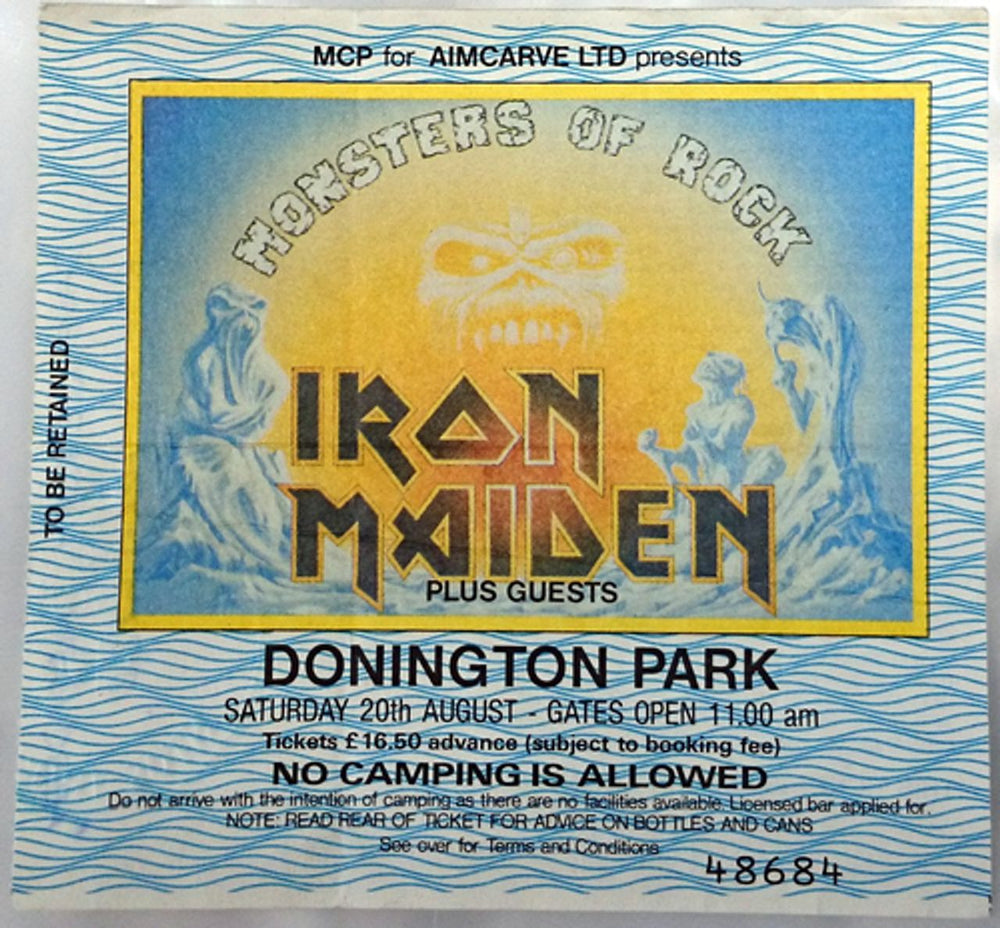 MCP for AIMCARVE LTD presents
MONSTERS OF ROCK
IRON
MAIDEN
PLUS GUESTS
TO BE RETAINED
DONINGTON PARK
SATURDAY 20th AUGUST - GATES OPEN 11.00 am
Tickets £16.50 advance (subject to booking fee)
NO CAMPING IS ALLOWED
Do not arrive with the intention of camping as there are no facilities available. Licensed bar applied for.
NOTE: READ REAR OF TICKET FOR ADVICE ON BOTTLES AND CANS
See over for Terms and Conditions
48684